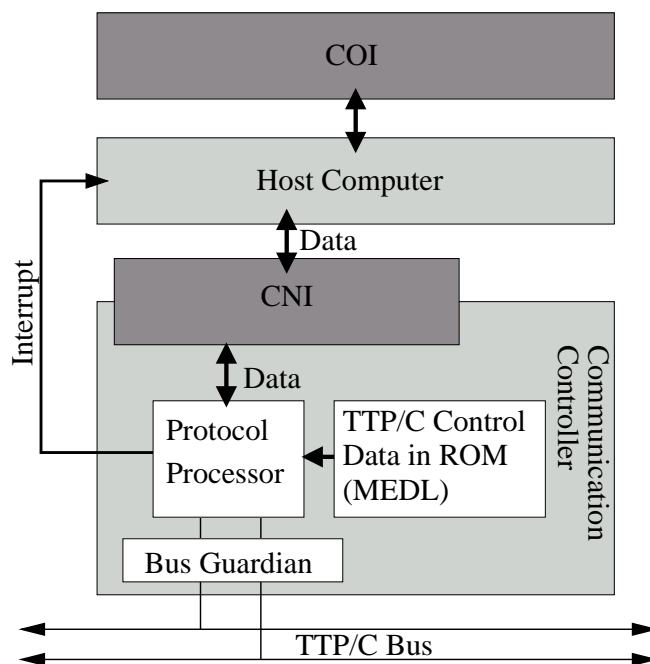 COI
Host Computer
Data
CNI
Interrupt
Data
Communication
Controller
Protocol
Processor
TTP/C Control
Data in ROM
(MEDL)
Bus Guardian
TTP/C Bus